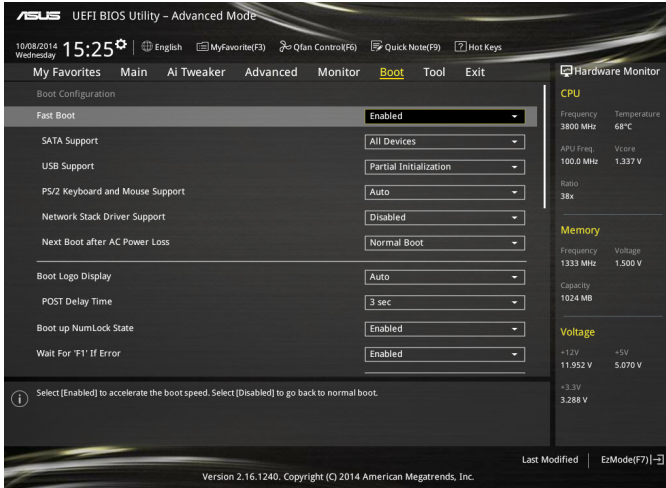 ASUS UEFI BIOS Utility – Advanced Mode
10/08/2014 Wednesday 15:25 English MyFavorite(F3) Qfan Control(F6) Quick Note(F9) ? Hot Keys
My Favorites Main Ai Tweaker Advanced Monitor Boot Tool Exit
Boot Configuration
Fast Boot Enabled
SATA Support All Devices
USB Support Partial Initialization
PS/2 Keyboard and Mouse Support Auto
Network Stack Driver Support Disabled
Next Boot after AC Power Loss Normal Boot
Boot Logo Display Auto
POST Delay Time 3 sec
Boot up NumLock State Enabled
Wait For 'F1' If Error Enabled
i Select [Enabled] to accelerate the boot speed. Select [Disabled] to go back to normal boot.
Hardware Monitor
CPU
Frequency Temperature
3800 MHz 68°C
APU Freq. Vcore
100.0 MHz 1.337 V
Ratio
38x
Memory
Frequency Voltage
1333 MHz 1.500 V
Capacity
1024 MB
Voltage
+12V +5V
11.952 V 5.070 V
+3.3V
3.288 V
Last Modified EzMode(F7)
Version 2.16.1240. Copyright (C) 2014 American Megatrends, Inc.